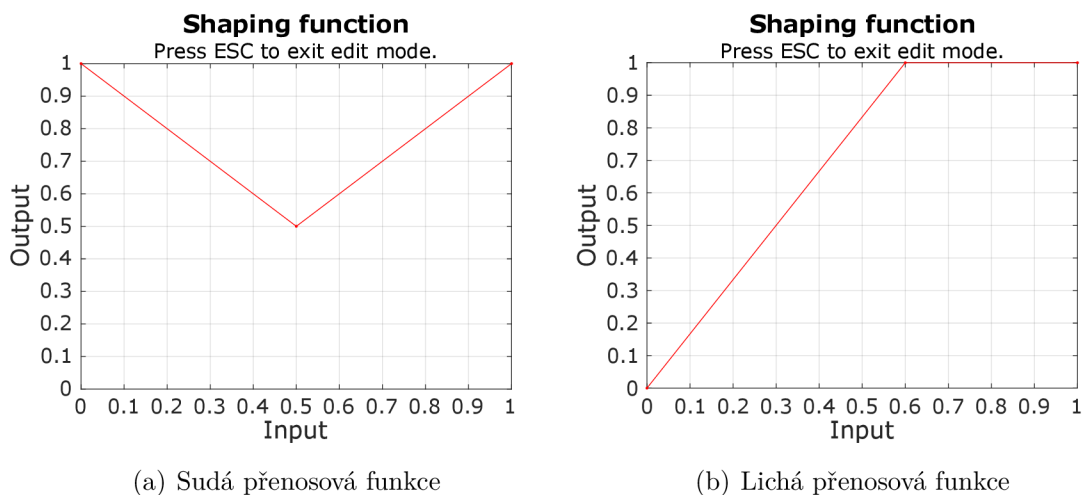 Shaping function
Press ESC to exit edit mode.
1
0.9
0.8
0.7
0.6
0.5
0.4
0.3
0.2
0.1
0
Output
0 0.1 0.2 0.3 0.4 0.5 0.6 0.7 0.8 0.9 1
Input
(a) Sudá přenosová funkce
Shaping function
Press ESC to exit edit mode.
1
0.9
0.8
0.7
0.6
0.5
0.4
0.3
0.2
0.1
0
Output
0 0.1 0.2 0.3 0.4 0.5 0.6 0.7 0.8 0.9 1
Input
(b) Lichá přenosová funkce